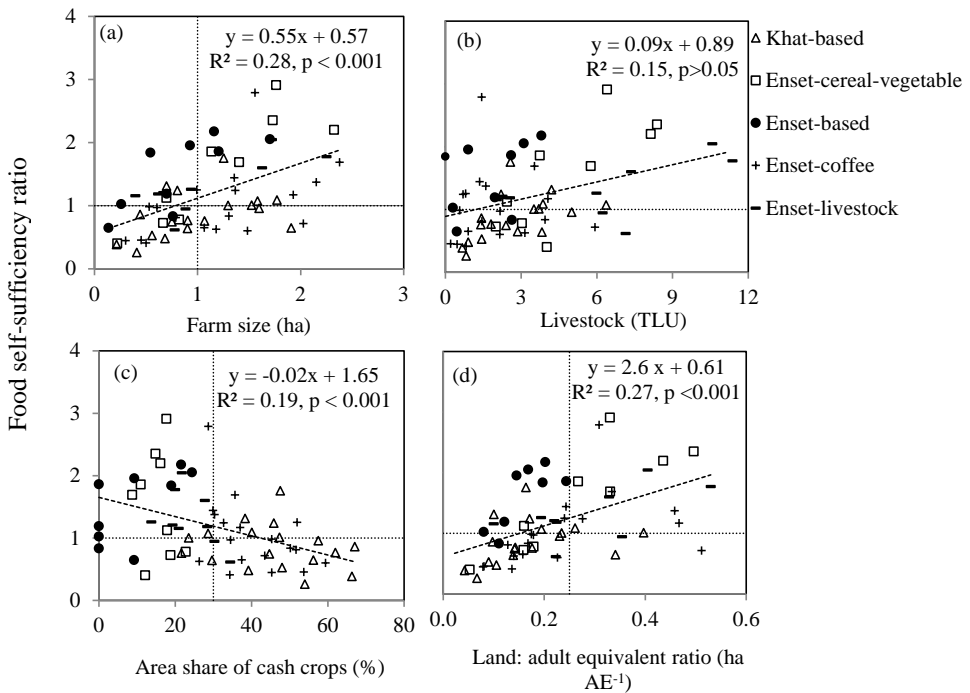 (a)
y = 0.55x + 0.57
R² = 0.28, p < 0.001
4
3
2
1
0
0
1
2
3
Farm size (ha)
(b)
y = 0.09x + 0.89
R² = 0.15, p>0.05
0
3
6
9
12
Livestock (TLU)
Khat-based
Enset-cereal-vegetable
Enset-based
Enset-coffee
Enset-livestock
Food self-sufficiency ratio
(c)
y = -0.02x + 1.65
R² = 0.19, p < 0.001
4
3
2
1
0
0
20
40
60
80
Area share of cash crops (%)
(d)
y = 2.6 x + 0.61
R² = 0.27, p <0.001
0.0
0.2
0.4
0.6
Land: adult equivalent ratio (ha
AE⁻¹)